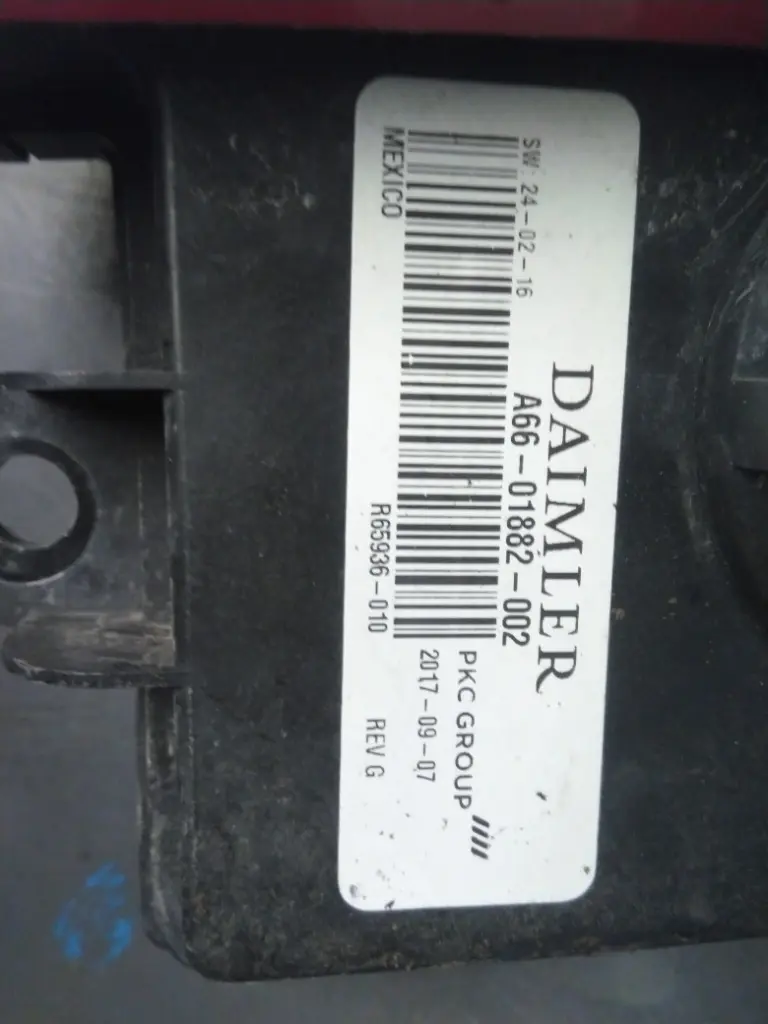 DAIMLER
SW: 24-02-16
A66-01882-002
PKC GROUP
2017-09-07
MEXICO
R65936-010
REV G